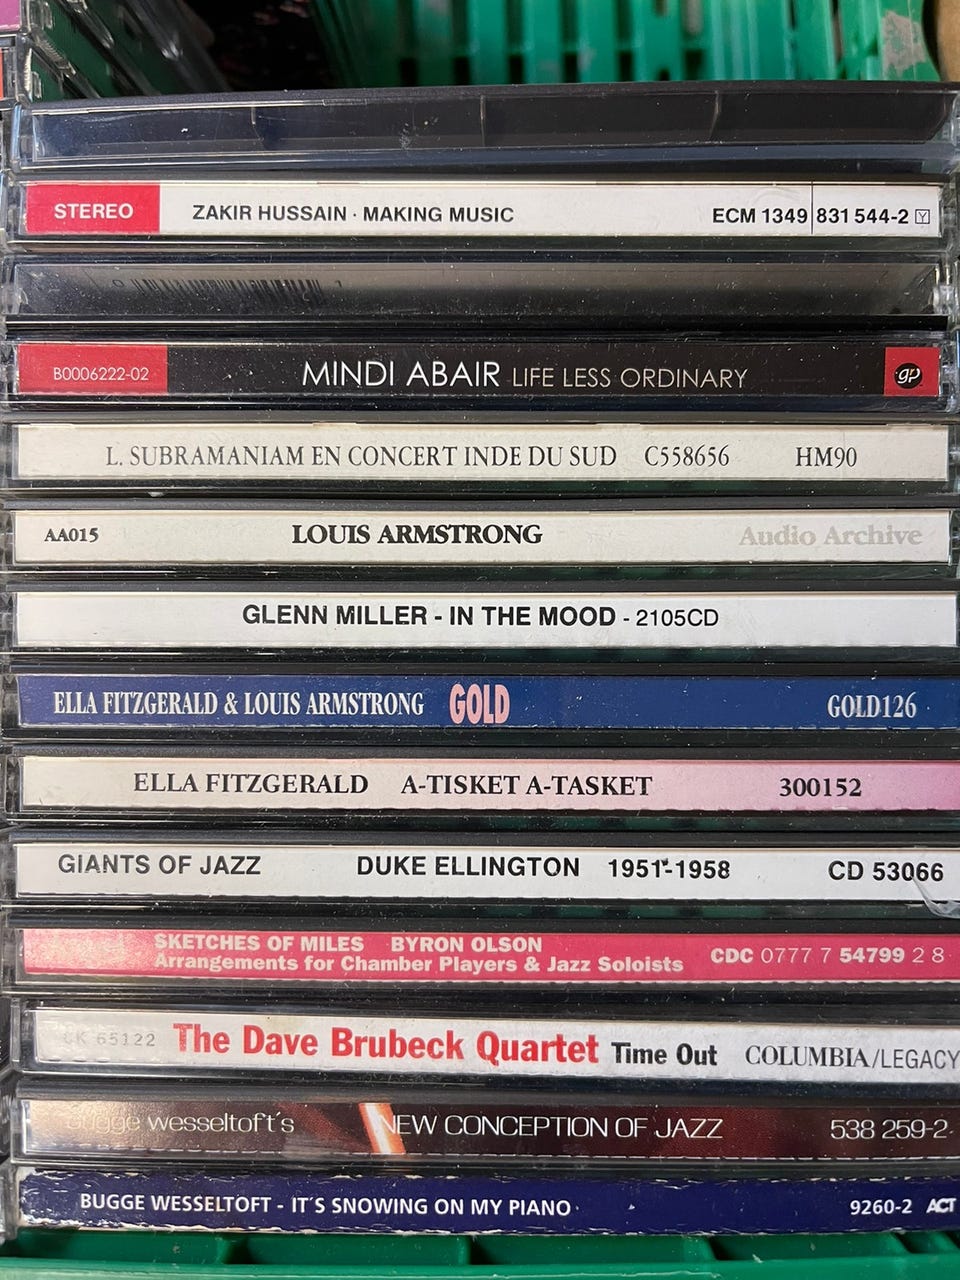 STEREO ZAKIR HUSSAIN · MAKING MUSIC ECM 1349 831 544-2 Y
B0006222-02 MINDI ABAIR LIFE LESS ORDINARY gp
L. SUBRAMANIAM EN CONCERT INDE DU SUD C558656 HM90
AA015 LOUIS ARMSTRONG Audio Archive
GLENN MILLER - IN THE MOOD - 2105CD
ELLA FITZGERALD & LOUIS ARMSTRONG GOLD GOLD126
ELLA FITZGERALD A-TISKET A-TASKET 300152
GIANTS OF JAZZ DUKE ELLINGTON 1951-1958 CD 53066
SKETCHES OF MILES BYRON OLSON
Arrangements for Chamber Players & Jazz Soloists CDC 0777 7 54799 2 8
CK 65122 The Dave Brubeck Quartet Time Out COLUMBIA/LEGACY
Bugge wesseltoft's NEW CONCEPTION OF JAZZ 538 259-2
BUGGE WESSELTOFT - IT'S SNOWING ON MY PIANO 9260-2 ACT